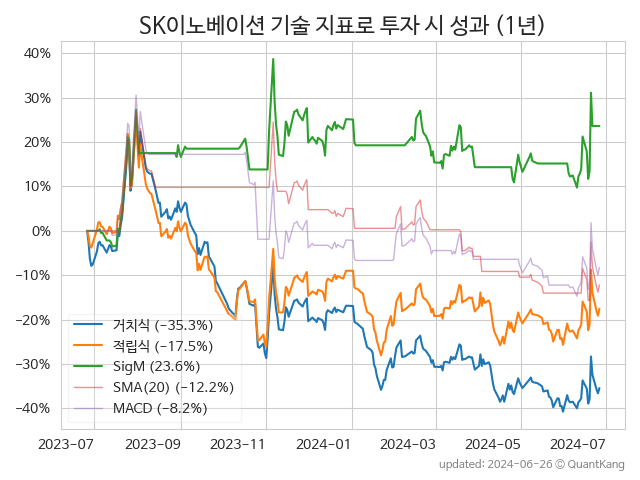 SK이노베이션 기술 지표로 투자 시 성과 (1년)
40%
30%
20%
10%
0%
−10%
−20%
−30%
−40%
거치식 (−35.3%)
적립식 (−17.5%)
SigM (23.6%)
SMA(20) (−12.2%)
MACD (−8.2%)
2023-07 2023-09 2023-11 2024-01 2024-03 2024-05 2024-07
updated: 2024-06-26 ⓒ QuantKang